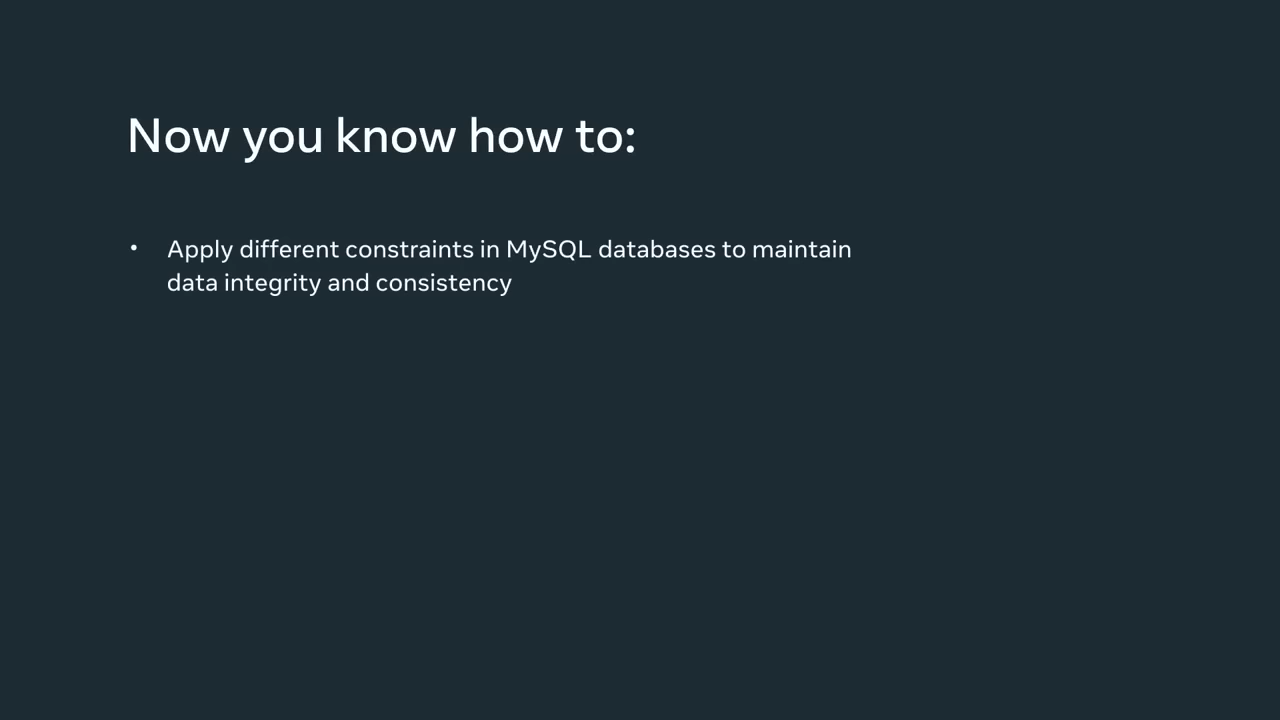 Now you know how to:
• Apply different constraints in MySQL databases to maintain
data integrity and consistency